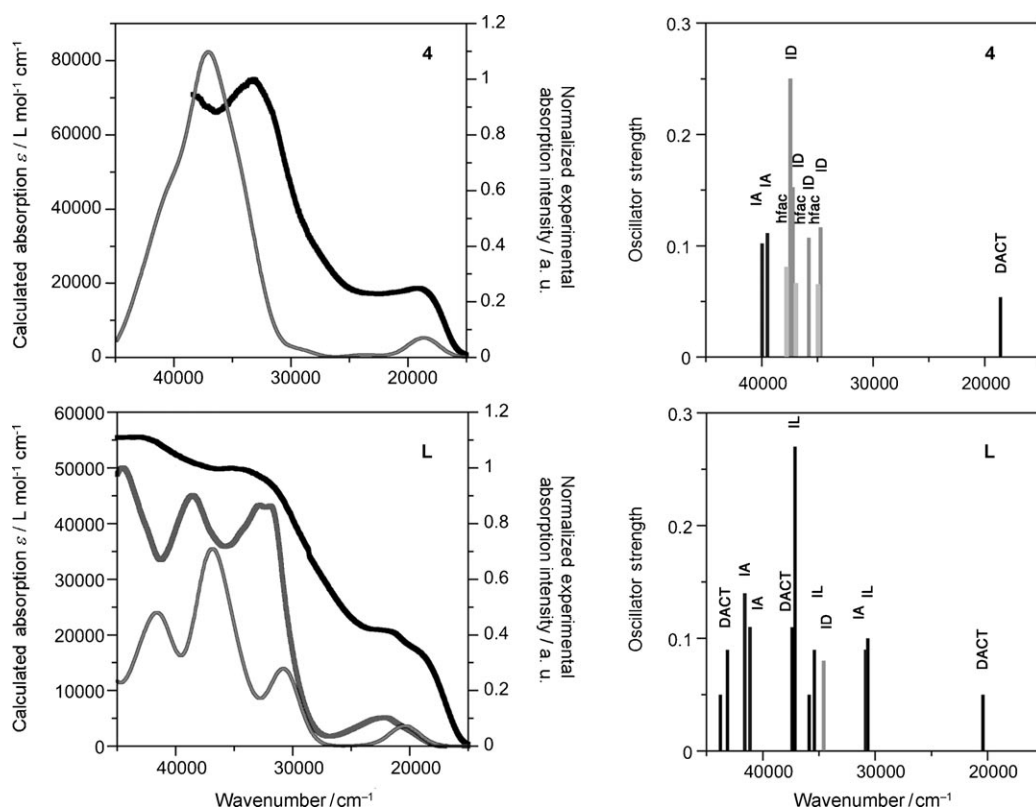 Calculated absorption ε / L mol⁻¹ cm⁻¹
80000
60000
40000
20000
0
40000
30000
20000
1.2
1
0.8
0.6
0.4
0.2
0
Normalized experimental
absorption intensity / a. u.
4
Oscillator strength
0.3
0.2
0.1
0
40000
30000
20000
IA
IA
hfac
ID
ID
hfac
ID
hfac
ID
DACT
4
Calculated absorption ε / L mol⁻¹ cm⁻¹
60000
50000
40000
30000
20000
10000
0
40000
30000
20000
Wavenumber / cm⁻¹
1.2
1
0.8
0.6
0.4
0.2
0
Normalized experimental
absorption intensity / a. u.
L
Oscillator strength
0.3
0.2
0.1
0
40000
30000
20000
Wavenumber / cm⁻¹
DACT
IA
IA
DACT
IL
IL
ID
IA
IL
DACT
L